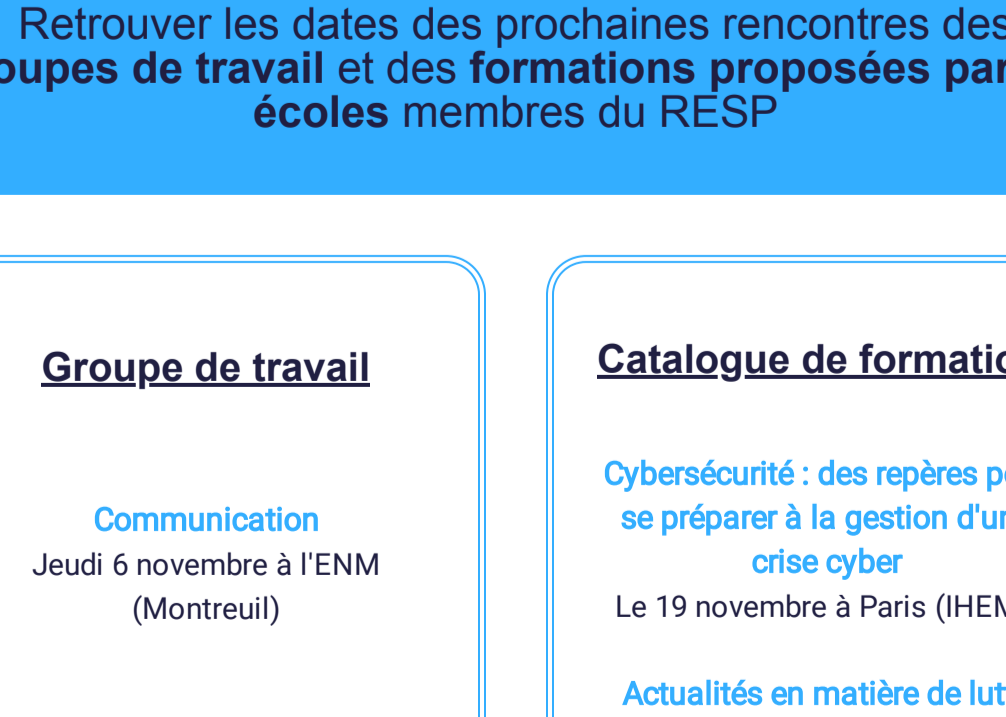 Retrouver les dates des prochaines rencontres des
oupes de travail et des formations proposées par
écoles membres du RESP
Groupe de travail
Communication
Jeudi 6 novembre à l'ENM
(Montreuil)
Catalogue de formatio
Cybersécurité : des repères p
se préparer à la gestion d'un
crise cyber
Le 19 novembre à Paris (IHEM
Actualités en matière de lut